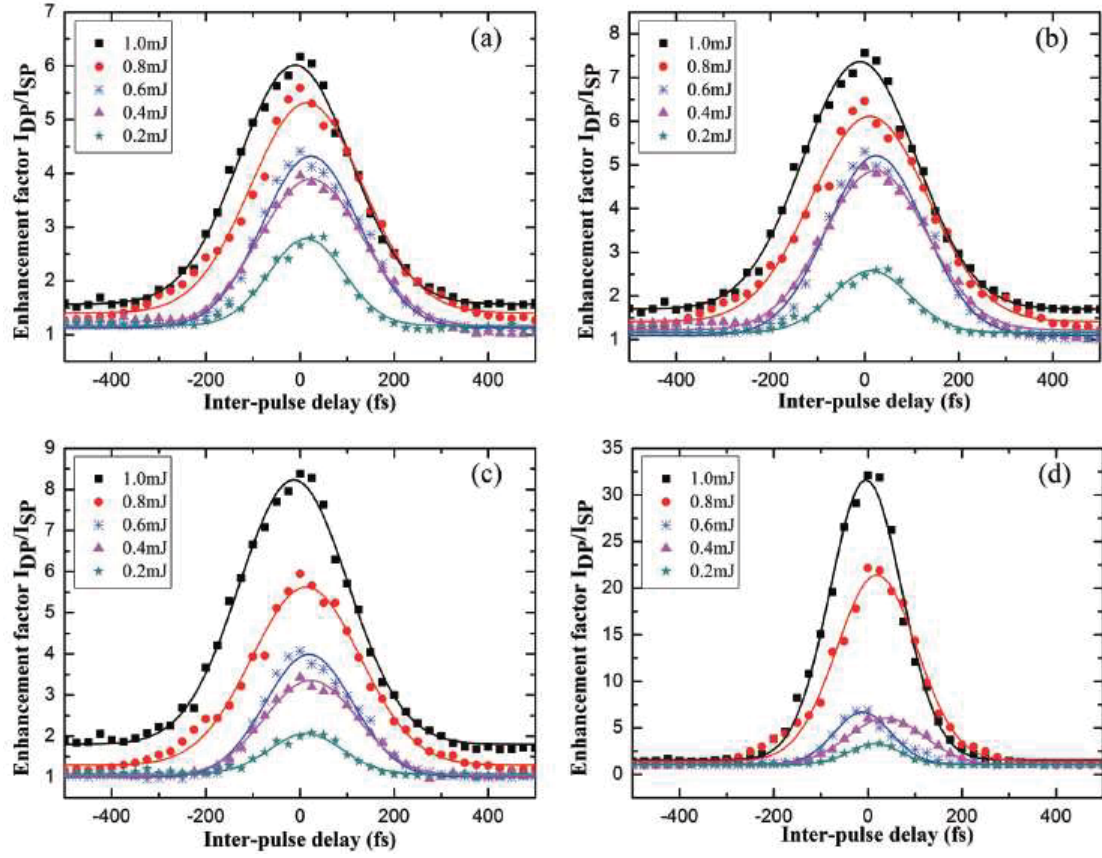 (a)
1.0mJ
0.8mJ
0.6mJ
0.4mJ
0.2mJ
7
6
5
4
3
2
1
Enhancement factor I_DP/I_SP
-400 -200 0 200 400
Inter-pulse delay (fs)
(b)
1.0mJ
0.8mJ
0.6mJ
0.4mJ
0.2mJ
8
7
6
5
4
3
2
1
Enhancement factor I_DP/I_SP
-400 -200 0 200 400
Inter-pulse delay (fs)
(c)
1.0mJ
0.8mJ
0.6mJ
0.4mJ
0.2mJ
9
8
7
6
5
4
3
2
1
Enhancement factor I_DP/I_SP
-400 -200 0 200 400
Inter-pulse delay (fs)
(d)
1.0mJ
0.8mJ
0.6mJ
0.4mJ
0.2mJ
35
30
25
20
15
10
5
0
Enhancement factor I_DP/I_SP
-400 -200 0 200 400
Inter-pulse delay (fs)